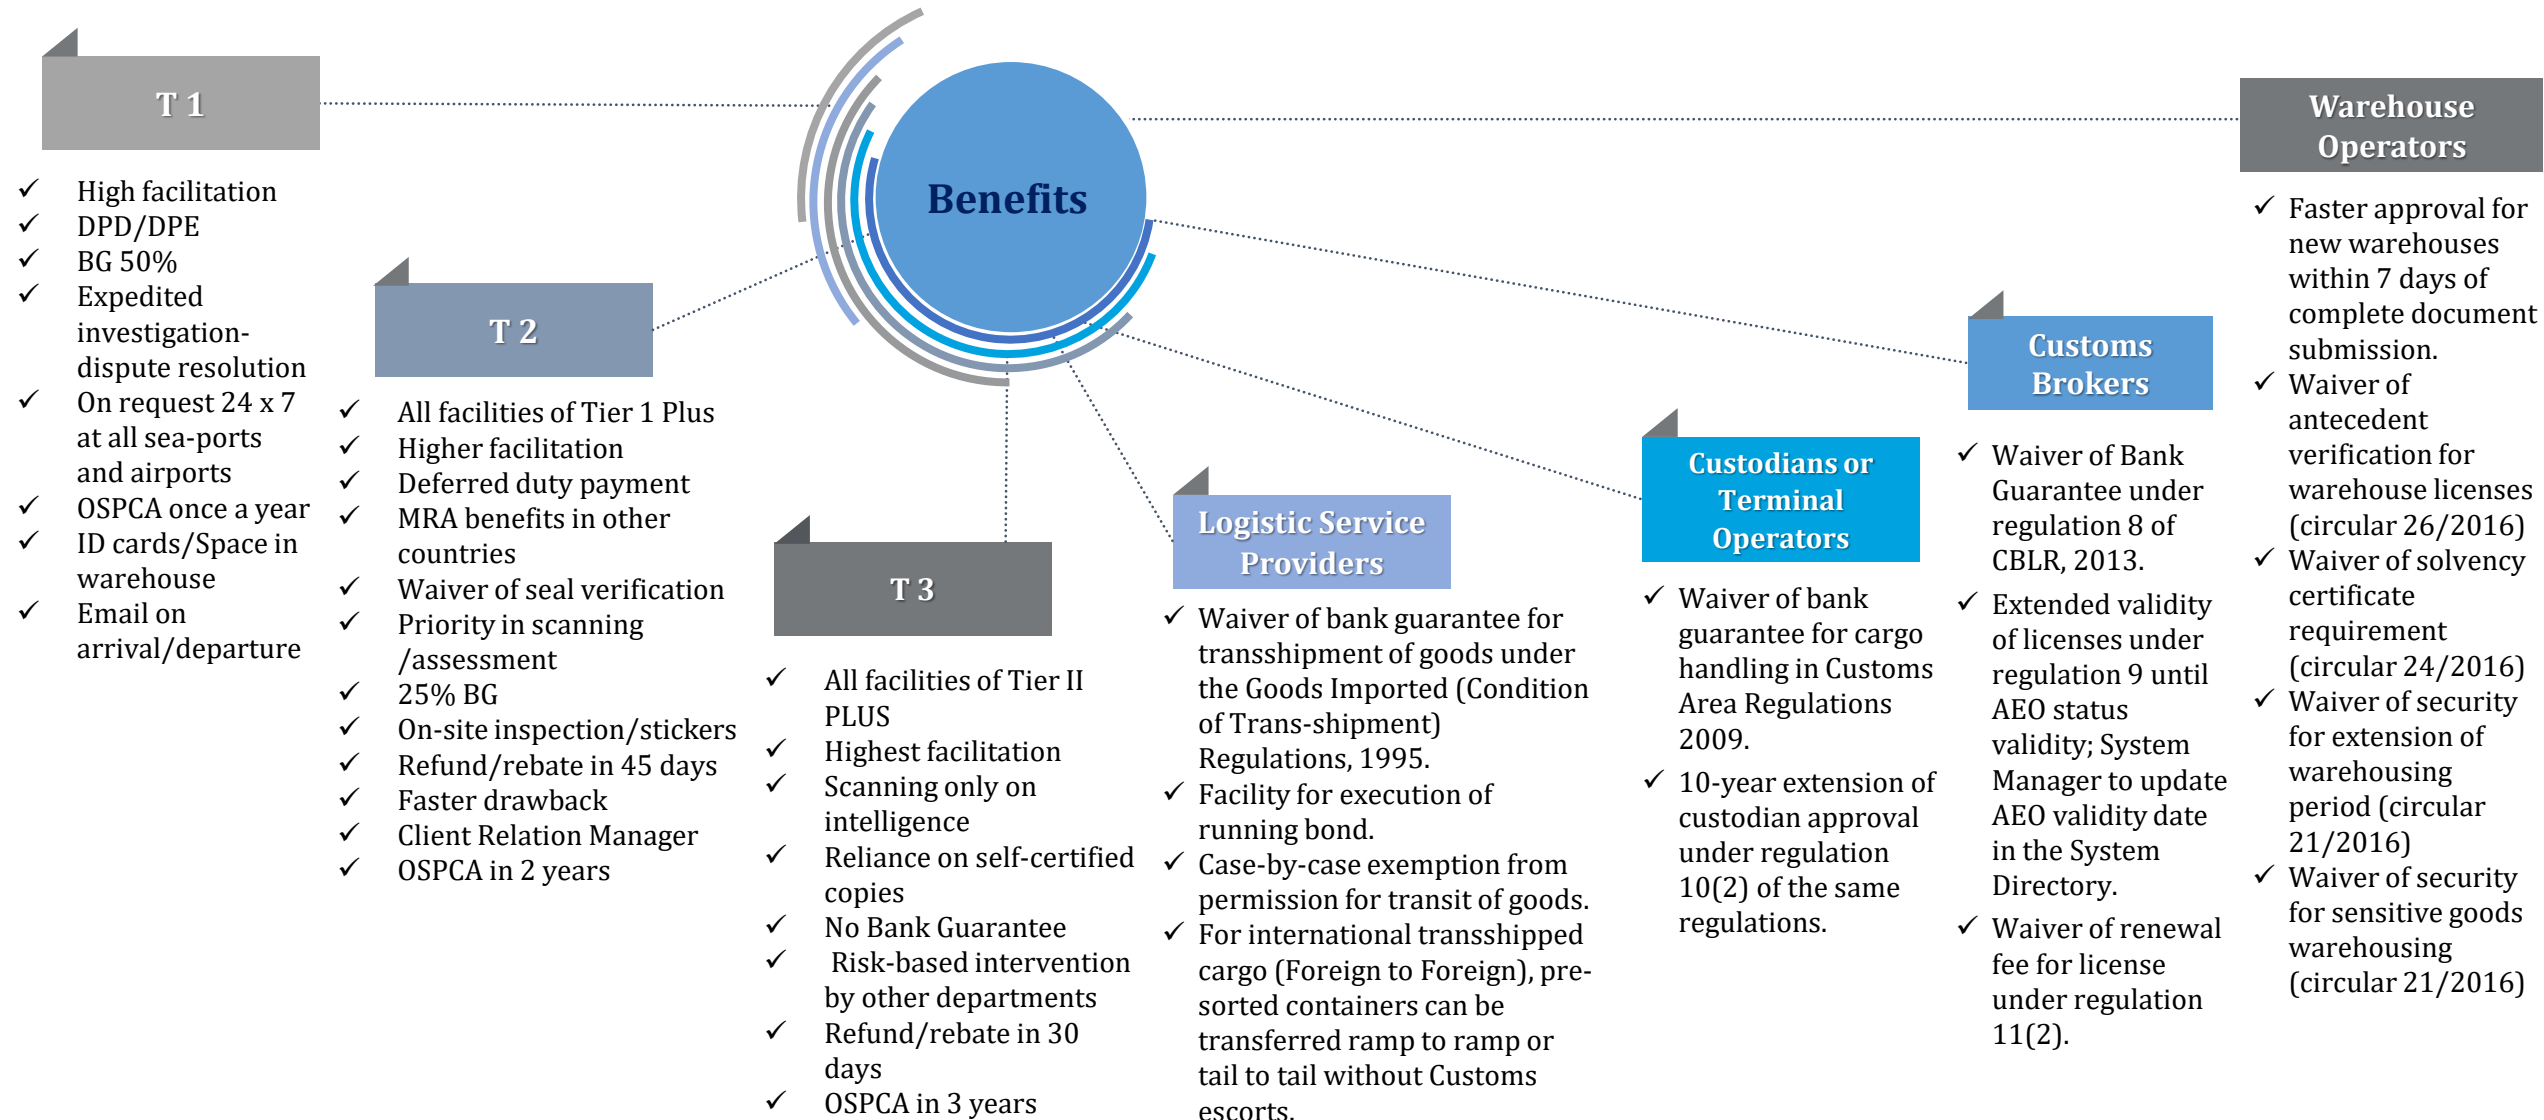 Benefits
T 1
✓ High facilitation
✓ DPD/DPE
✓ BG 50%
✓ Expedited
investigation-
dispute resolution
✓ On request 24 x 7
at all sea-ports
and airports
✓ OSPCA once a year
✓ ID cards/Space in
warehouse
✓ Email on
arrival/departure
T 2
✓ All facilities of Tier 1 Plus
✓ Higher facilitation
✓ Deferred duty payment
✓ MRA benefits in other
countries
✓ Waiver of seal verification
✓ Priority in scanning
/assessment
✓ 25% BG
✓ On-site inspection/stickers
✓ Refund/rebate in 45 days
✓ Faster drawback
✓ Client Relation Manager
✓ OSPCA in 2 years
T 3
✓ All facilities of Tier II
PLUS
✓ Highest facilitation
✓ Scanning only on
intelligence
✓ Reliance on self-certified
copies
✓ No Bank Guarantee
✓ Risk-based intervention
by other departments
✓ Refund/rebate in 30
days
✓ OSPCA in 3 years
Logistic Service
Providers
✓ Waiver of bank guarantee for
transshipment of goods under
the Goods Imported (Condition
of Trans-shipment)
Regulations, 1995.
✓ Facility for execution of
running bond.
✓ Case-by-case exemption from
permission for transit of goods.
✓ For international transshipped
cargo (Foreign to Foreign), pre-
sorted containers can be
transferred ramp to ramp or
tail to tail without Customs
escorts.
Custodians or
Terminal
Operators
✓ Waiver of bank
guarantee for cargo
handling in Customs
Area Regulations
2009.
✓ 10-year extension of
custodian approval
under regulation
10(2) of the same
regulations.
Customs
Brokers
✓ Waiver of Bank
Guarantee under
regulation 8 of
CBLR, 2013.
✓ Extended validity
of licenses under
regulation 9 until
AEO status
validity; System
Manager to update
AEO validity date
in the System
Directory.
✓ Waiver of renewal
fee for license
under regulation
11(2).
Warehouse
Operators
✓ Faster approval for
new warehouses
within 7 days of
complete document
submission.
✓ Waiver of
antecedent
verification for
warehouse licenses
(circular 26/2016)
✓ Waiver of solvency
certificate
requirement
(circular 24/2016)
✓ Waiver of security
for extension of
warehousing
period (circular
21/2016)
✓ Waiver of security
for sensitive goods
warehousing
(circular 21/2016)